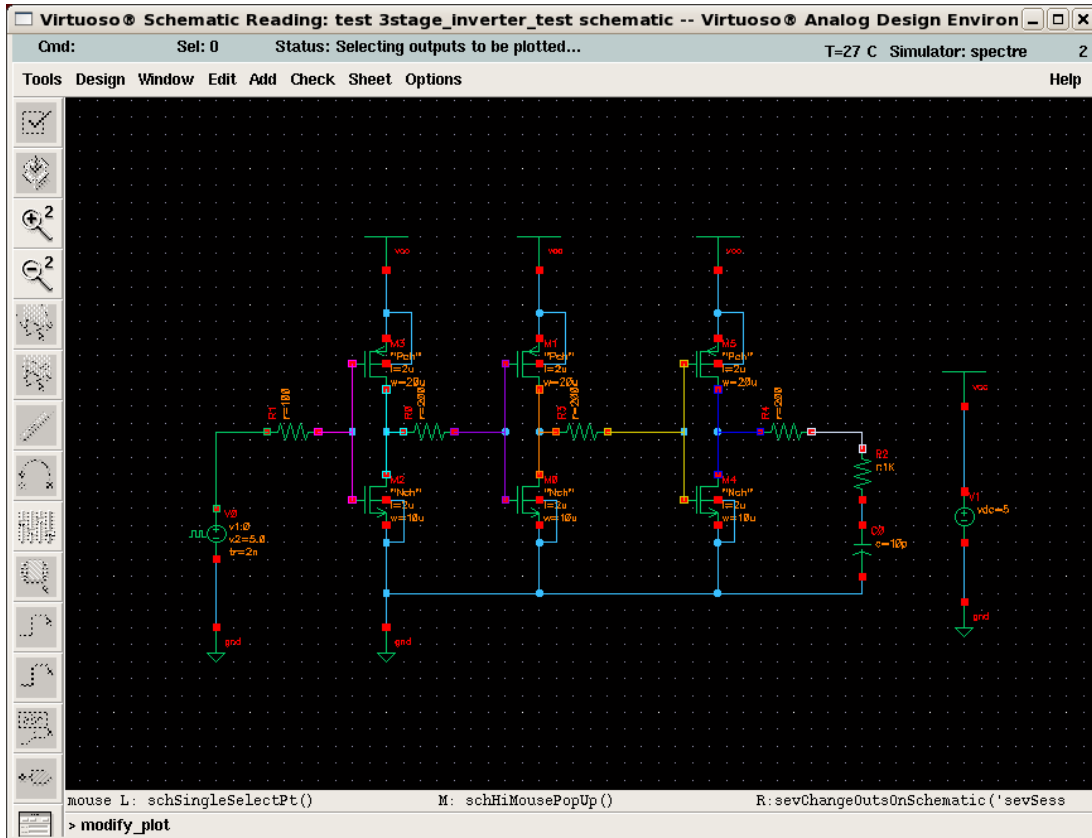 Virtuoso® Schematic Reading: test 3stage_inverter_test schematic -- Virtuoso® Analog Design Environ
Cmd: Sel: 0 Status: Selecting outputs to be plotted... T=27 C Simulator: spectre 2
Tools Design Window Edit Add Check Sheet Options Help
vcc
vcc
vcc
M3
"Pch"
l=2u
w=20u
M1
"Pch"
l=2u
w=20u
M5
"Pch"
l=2u
w=20u
vcc
R1
r=100
R0
r=200
R3
r=200
R4
r=200
M2
"Nch"
l=2u
w=10u
M0
"Nch"
l=2u
w=10u
M4
"Nch"
l=2u
w=10u
R2
V0
v1:0
v2=5.0
tr=2n
C0
c=10p
V1
vdc=5
gnd
gnd
gnd
mouse L: schSingleSelectPt() M: schHiMousePopUp() R:sevChangeOutsOnSchematic('sevSess
> modify_plot